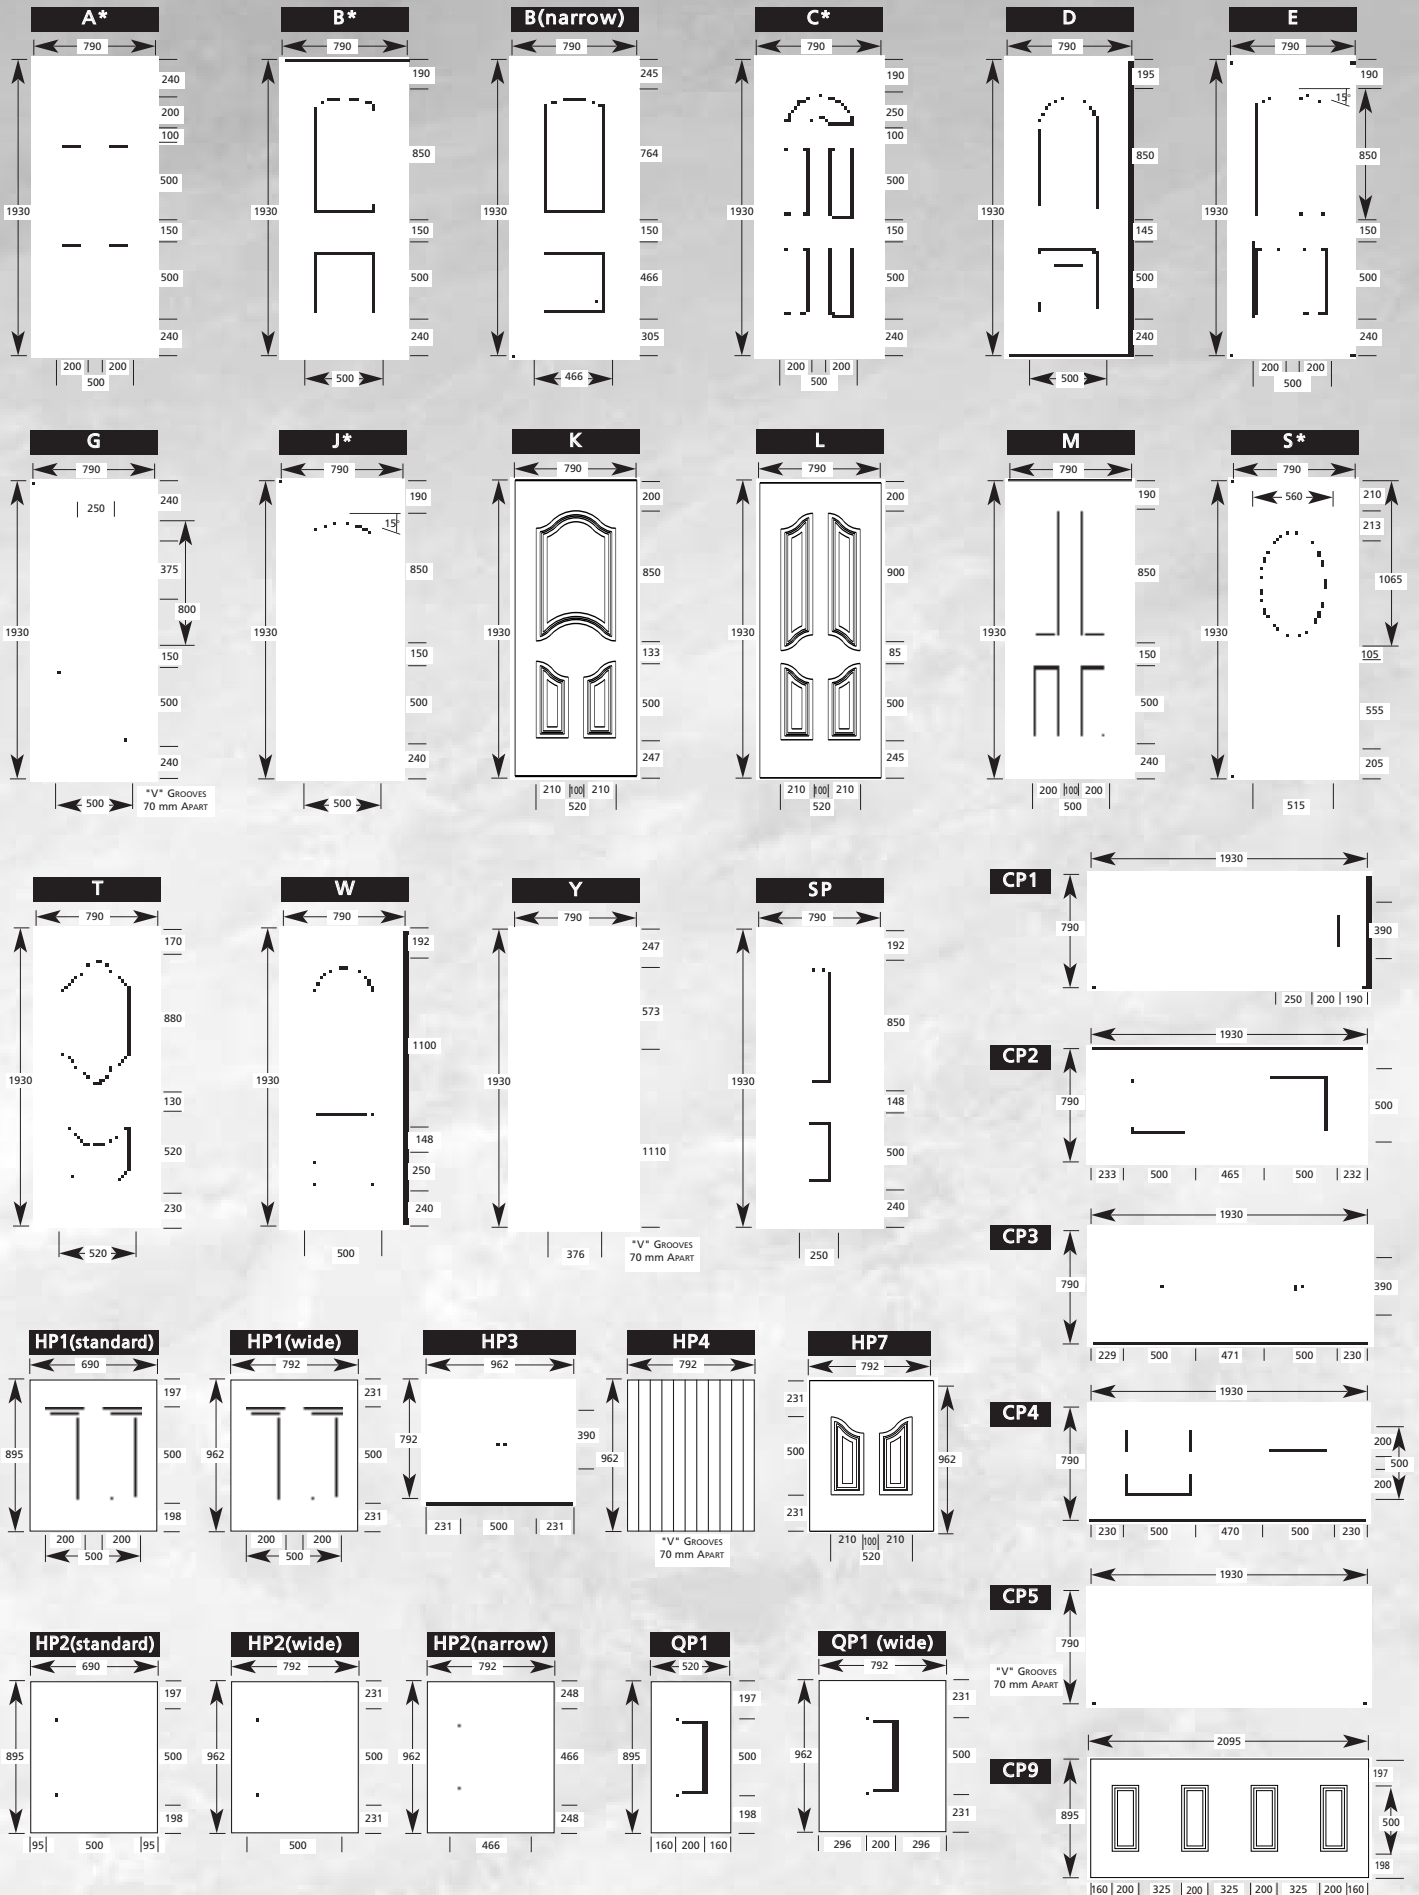 A* B* B(narrow) C* D E
790 790 790 790 790 790
240 190 245 190 195 190
200 250 15°
100 850 764 100 850 850
500 500
1930 1930 1930 1930 1930 1930
150 150 150 150 145 150
500 500 466 500 500 500
240 240 305 240 240 240
200 200 500 466 200 200 500 200 200
500 500 500
G J* K L M S*
790 790 790 790 790 790
240 190 200 200 190 560 210
250 15° 213
375 850 850 900 850 1065
800
1930 1930 1930 1930 1930 1930
150 150 133 85 150 105
500 500 500 500 500 555
240 240 247 245 240 205
500 "V" GROOVES 500 210 100 210 210 100 210 200 100 200 515
70 mm APART 520 520 500
T W Y SP
790 790 790 790
170 192 247 192
880 1100 573 850
1930 1930 1930 1930
130 148 148
520 250 1110 500
230 240 240
520 500 376 "V" GROOVES 250
70 mm APART
CP1
1930
790 390
250 200 190
CP2
1930
790 500
233 500 465 500 232
CP3
1930
790 390
229 500 471 500 230
CP4
1930
790 200 500
200
230 500 470 500 230
CP5
1930
790
"V" GROOVES
70 mm APART
CP9
2095
197
895 500
198
160 200 325 200 325 200 325 200 160
HP1(standard) HP1(wide) HP3 HP4 HP7
690 792 962 792 792
197 231 231
895 500 962 500 792 390 962 500 962
198 231 231 500 231 231
200 200 200 200 "V" GROOVES 210 100 210
500 500 70 mm APART 520
HP2(standard) HP2(wide) HP2(narrow) QP1 QP1 (wide)
690 792 792 520 792
197 231 248 197 231
895 500 962 500 962 466 895 500 962 500
198 231 248 198 231
95 500 95 500 466 160 200 160 296 200 296